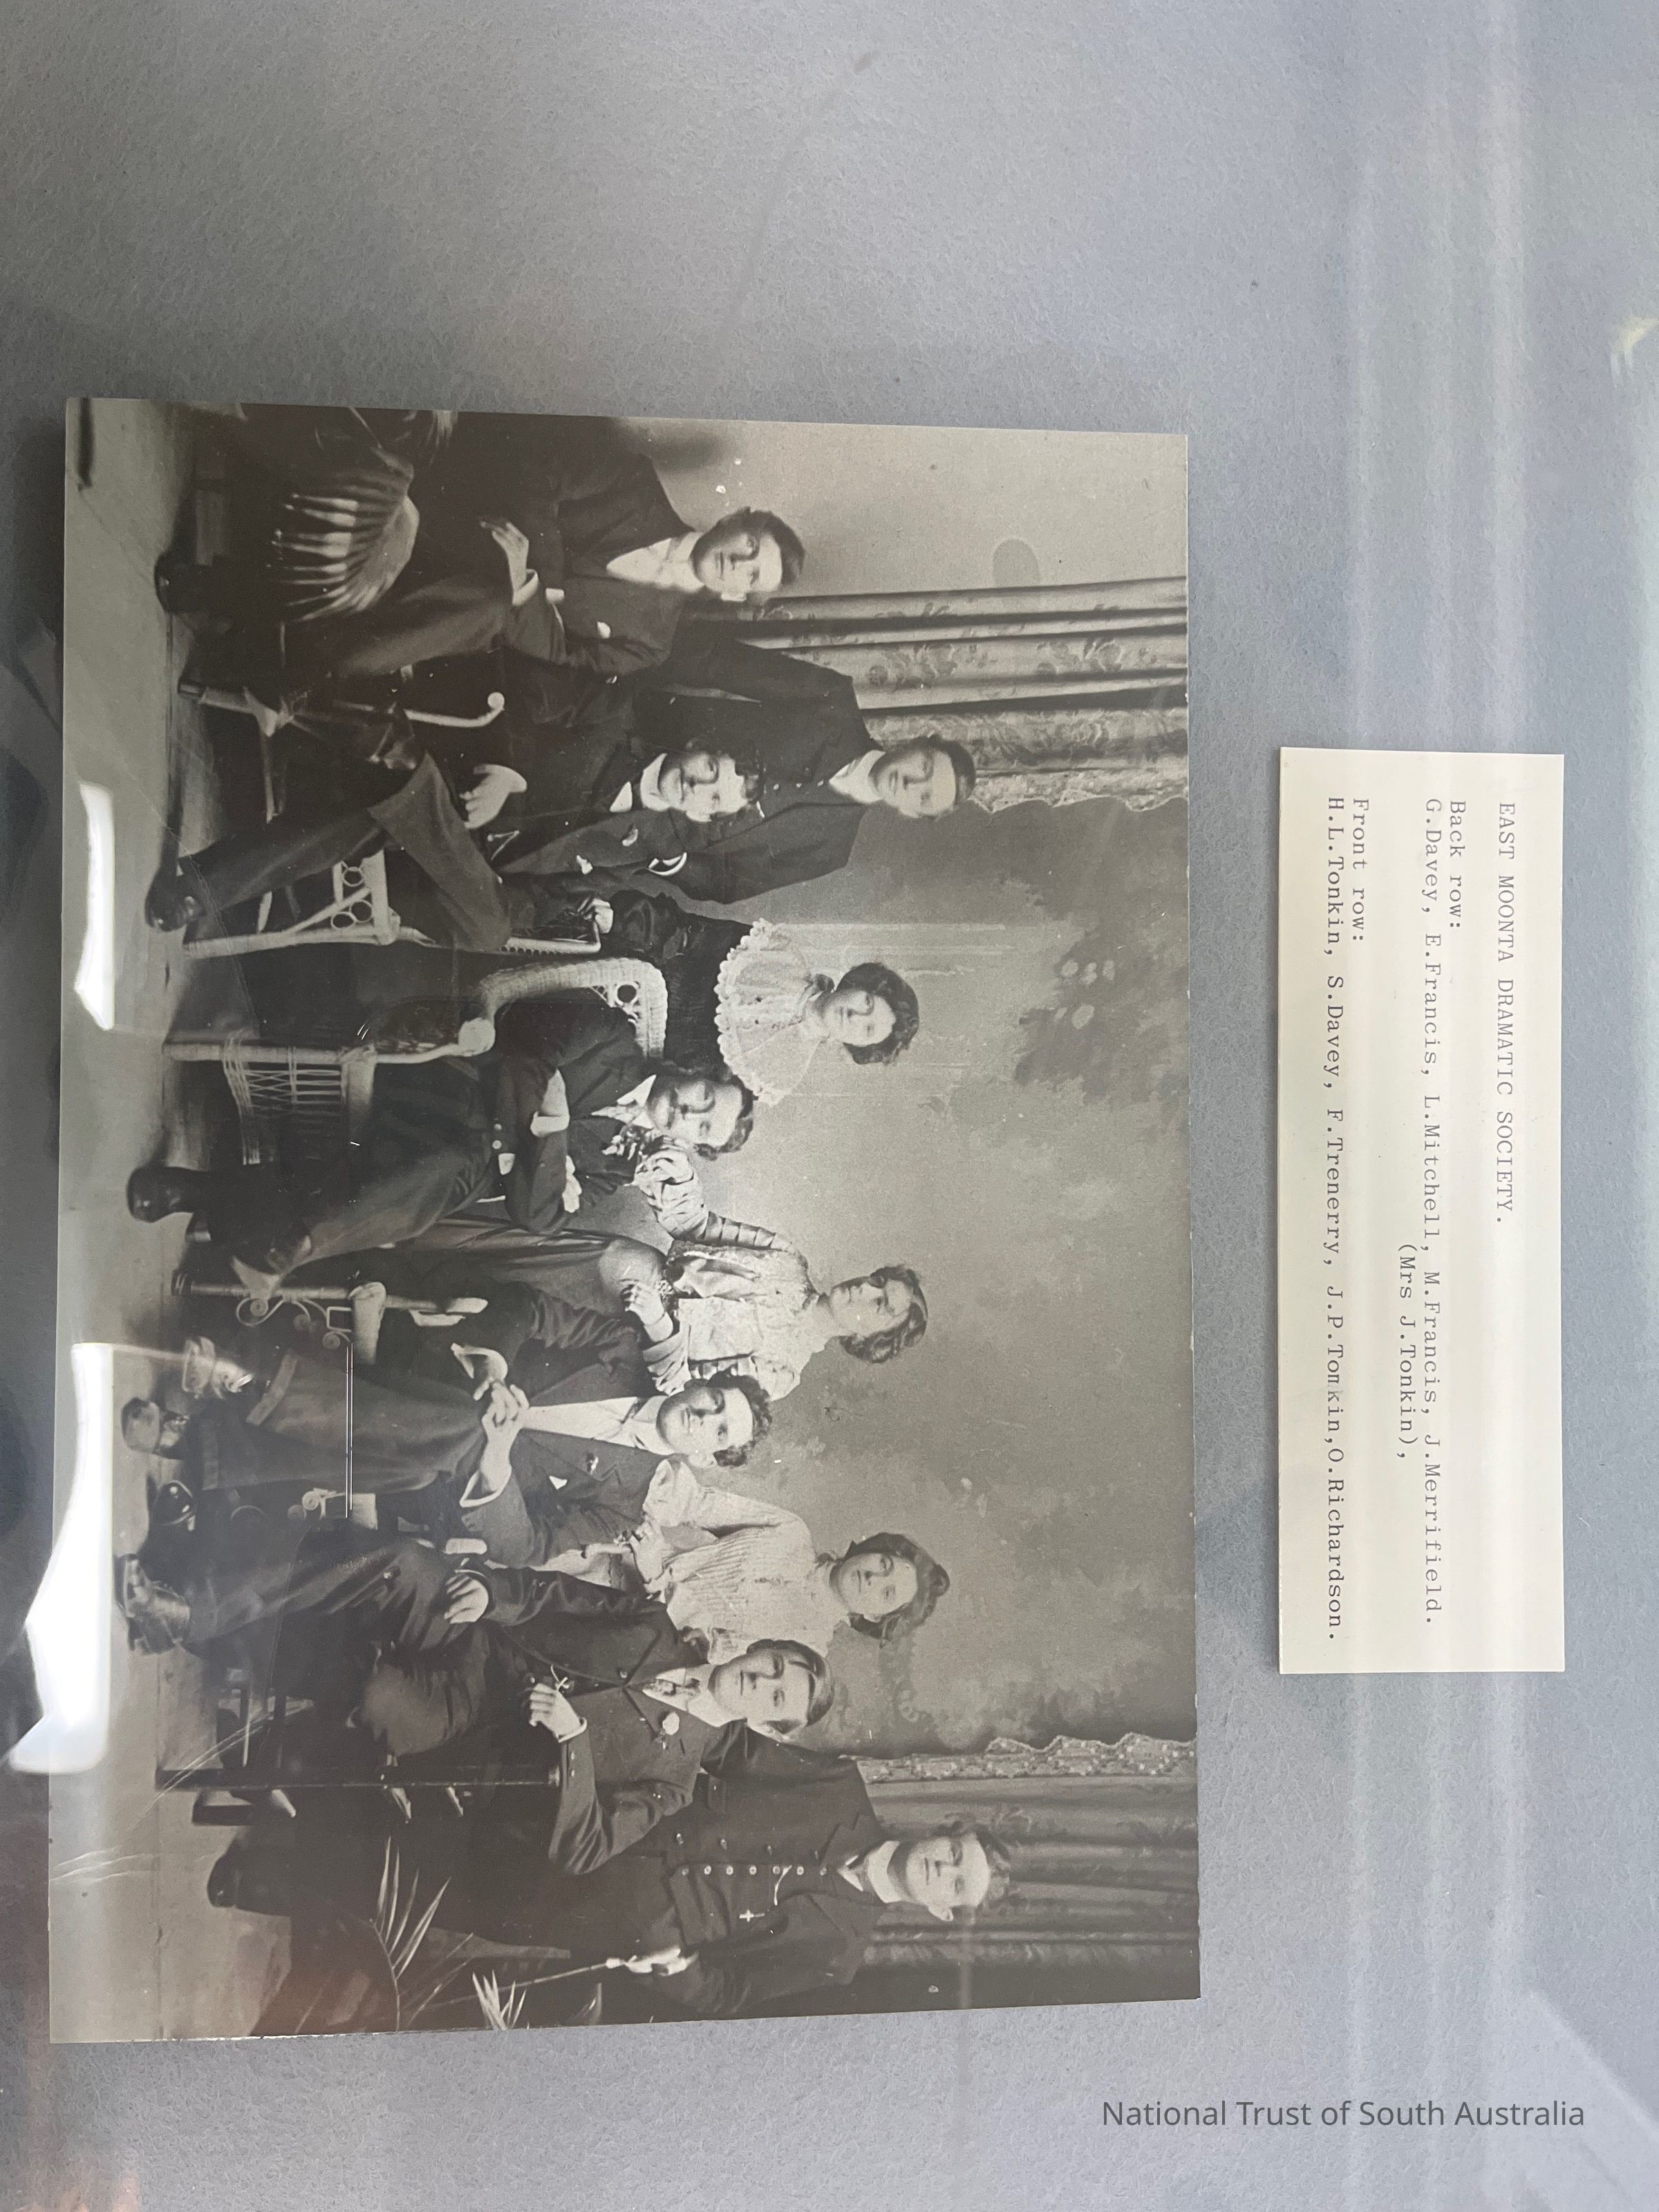 EAST MOONTA DRAMATIC SOCIETY.
Back row:
G.Davey, E.Francis, L.Mitchell, M.Francis, J.Merrifield.
(Mrs J.Tonkin),
Front row:
H.L.Tonkin, S.Davey, F.Trenerry, J.P.Tonkin,O.Richardson.
National Trust of South Australia